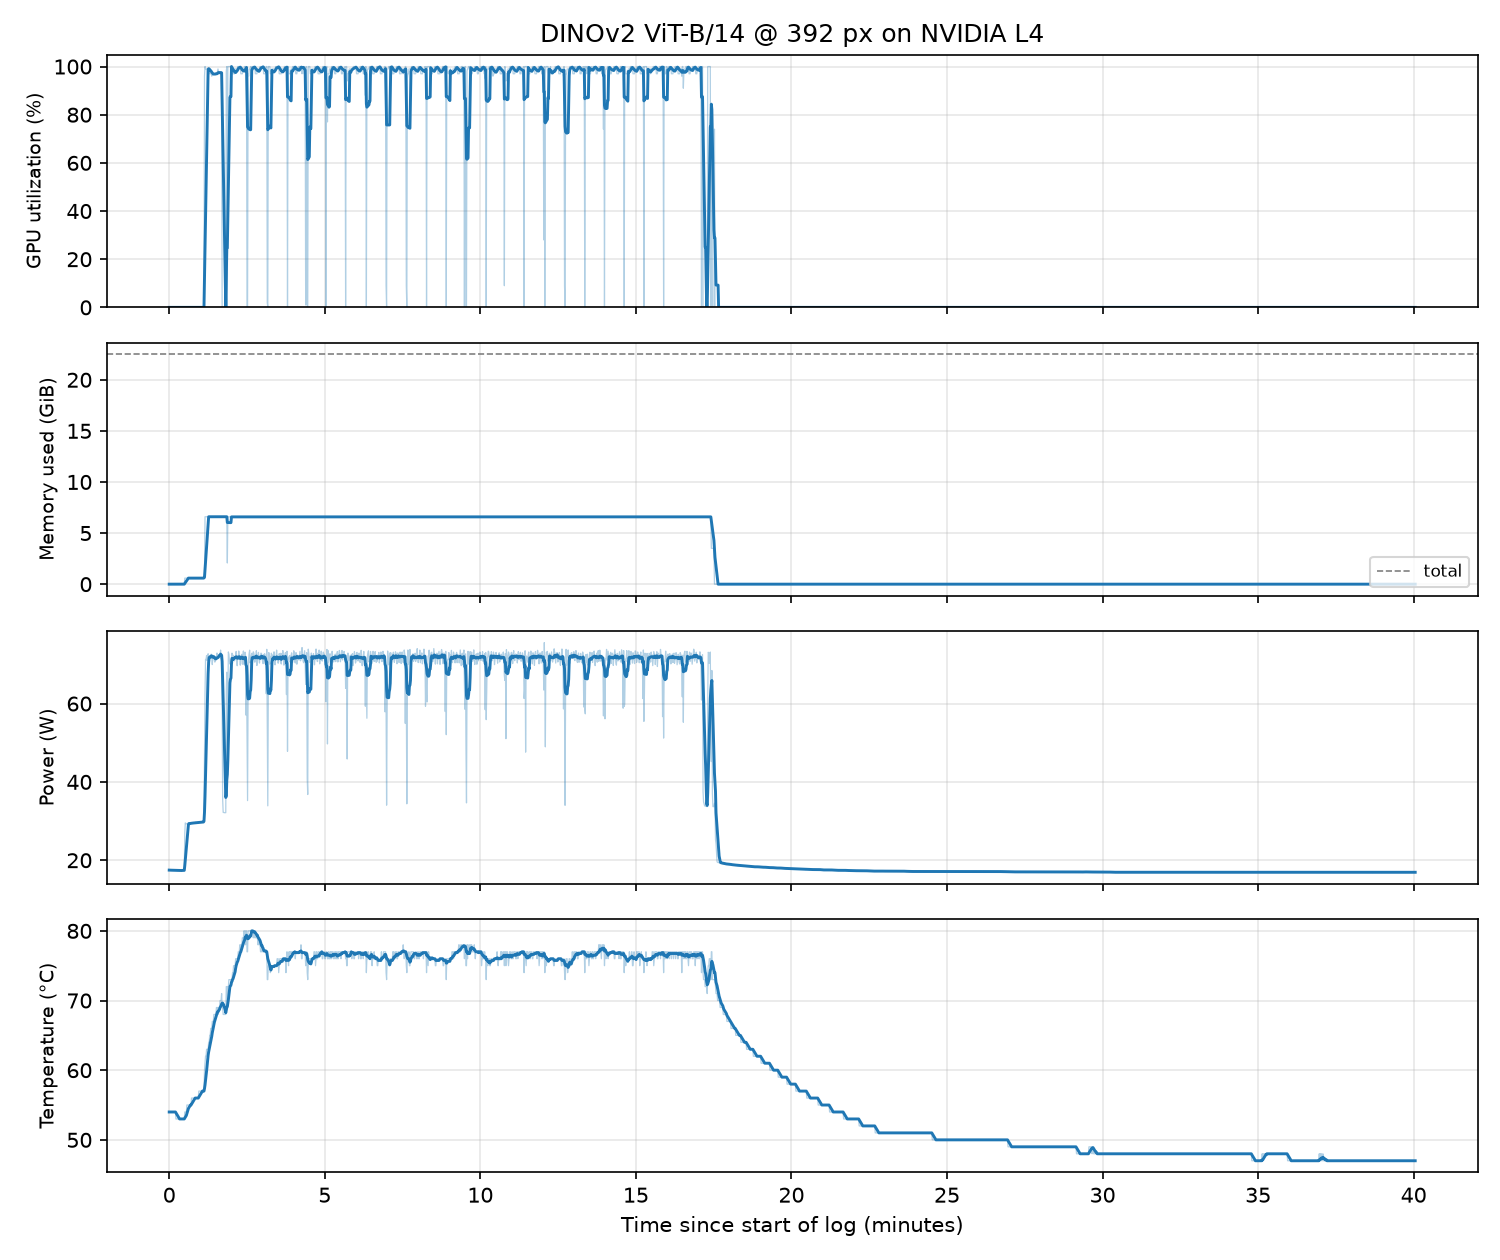 DINOv2 ViT-B/14 @ 392 px on NVIDIA L4
GPU utilization (%)
100
80
60
40
20
0
Memory used (GiB)
20
15
10
5
0
total
Power (W)
60
40
20
Temperature (°C)
80
70
60
50
0 5 10 15 20 25 30 35 40
Time since start of log (minutes)